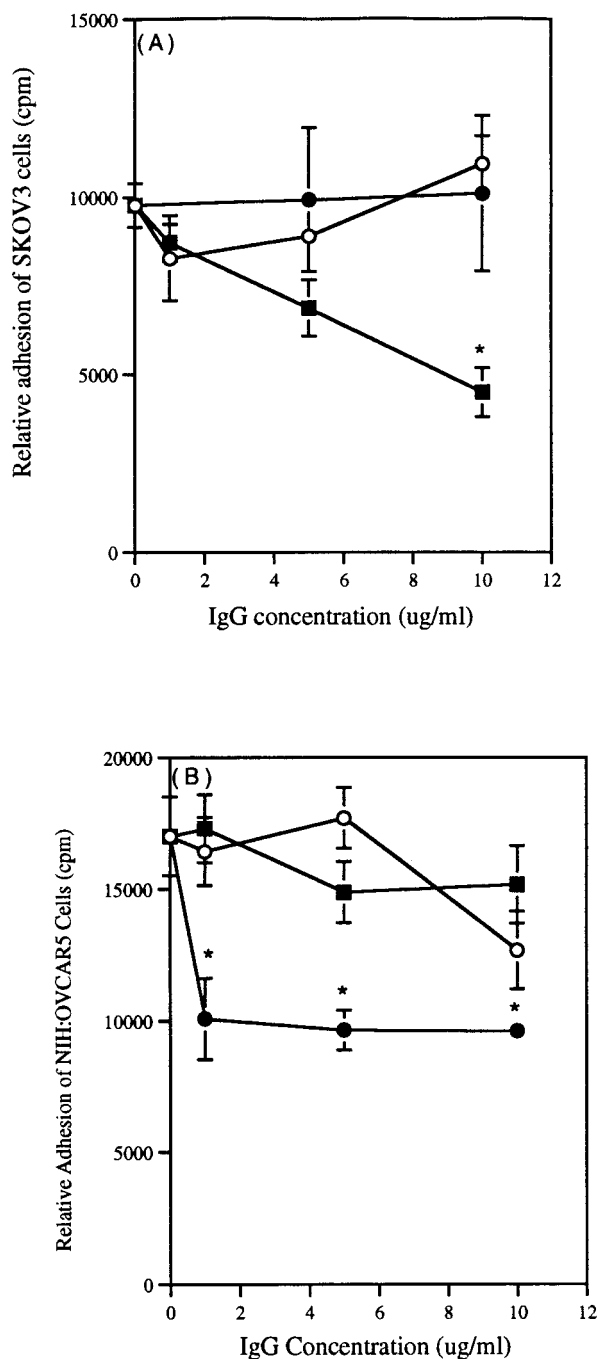 (A)
Relative adhesion of SKOV3 cells (cpm)
15000
10000
5000
0
*
0 2 4 6 8 10 12
IgG concentration (ug/ml)
(B)
Relative Adhesion of NIH:OVCAR5 Cells (cpm)
20000
15000
10000
5000
0
* * *
0 2 4 6 8 10 12
IgG Concentration (ug/ml)